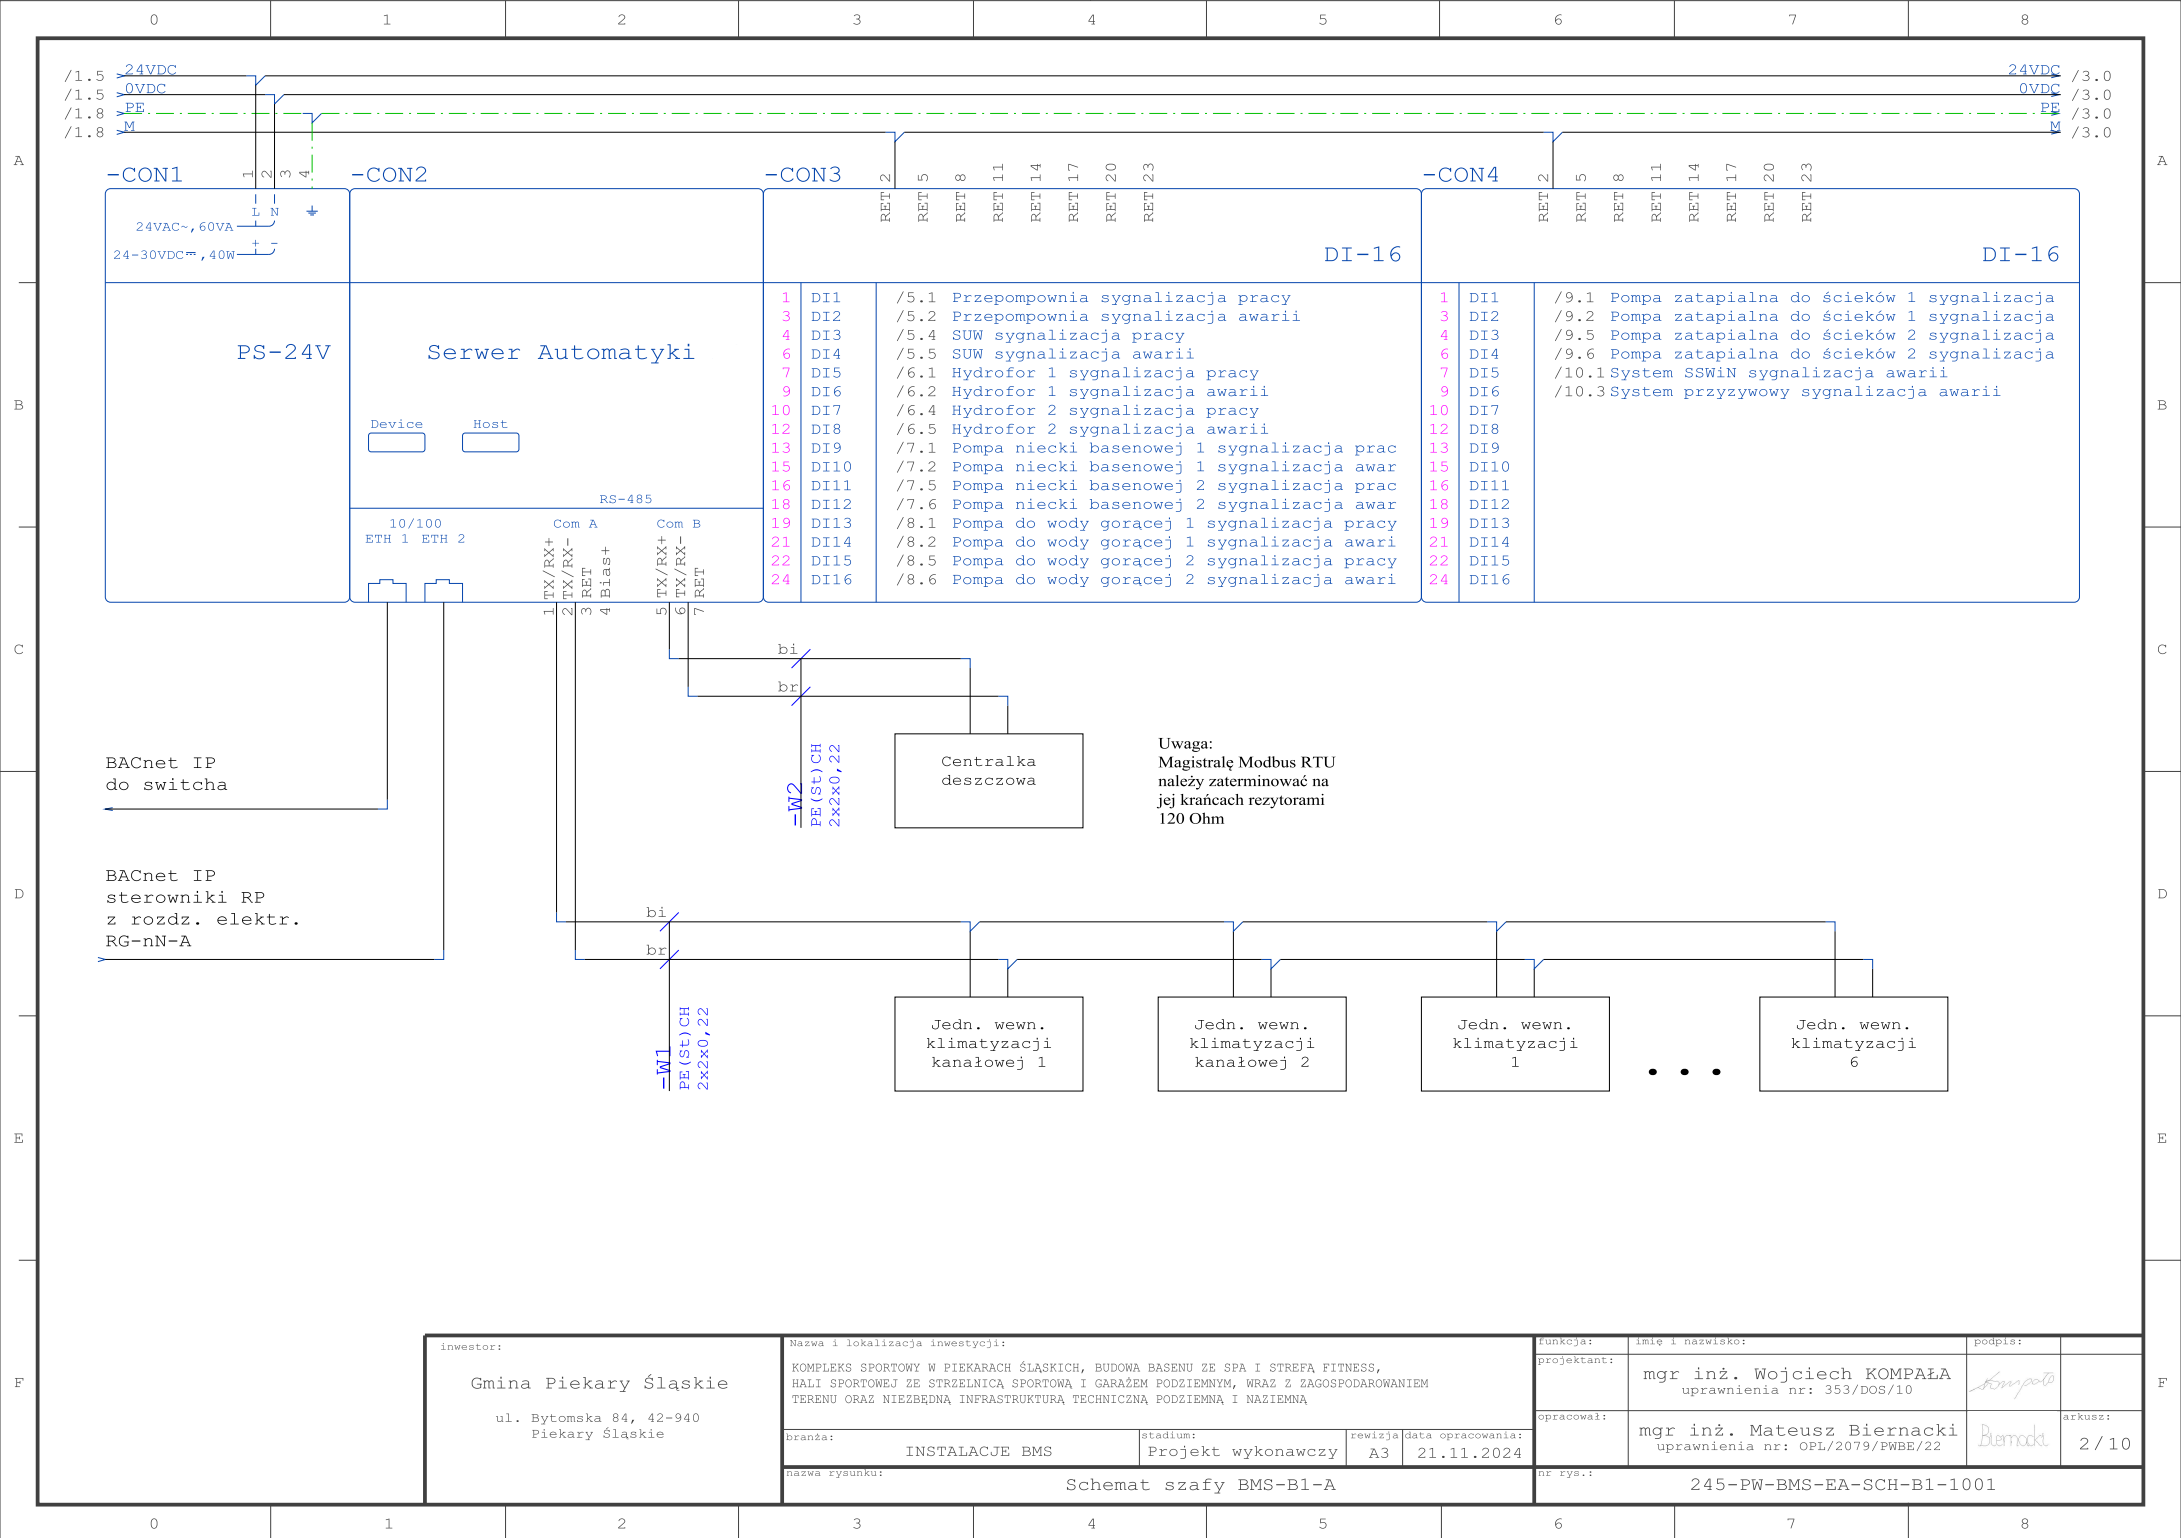 0 1 2 3 4 5 6 7 8
/1.5 24VDC 24VDC /3.0
/1.5 0VDC 0VDC /3.0
/1.8 PE PE /3.0
/1.8 M M /3.0
A A
-CON1 1 2 3 4 -CON2 -CON3 -CON4
RET 2 RET 5 RET 8 RET 11 RET 14 RET 17 RET 20 RET 23
RET 2 RET 5 RET 8 RET 11 RET 14 RET 17 RET 20 RET 23
L N
24VAC~,60VA
+ -
24-30VDC⎓,40W
DI-16 DI-16
PS-24V
Serwer Automatyki
Device Host
RS-485
10/100 Com A Com B
ETH 1 ETH 2
1 TX/RX+
2 TX/RX-
3 RET
4 Bias+
5 TX/RX+
6 TX/RX-
7 RET
1 DI1 /5.1 Przepompownia sygnalizacja pracy
3 DI2 /5.2 Przepompownia sygnalizacja awarii
4 DI3 /5.4 SUW sygnalizacja pracy
6 DI4 /5.5 SUW sygnalizacja awarii
7 DI5 /6.1 Hydrofor 1 sygnalizacja pracy
9 DI6 /6.2 Hydrofor 1 sygnalizacja awarii
10 DI7 /6.4 Hydrofor 2 sygnalizacja pracy
12 DI8 /6.5 Hydrofor 2 sygnalizacja awarii
13 DI9 /7.1 Pompa niecki basenowej 1 sygnalizacja prac
15 DI10 /7.2 Pompa niecki basenowej 1 sygnalizacja awar
16 DI11 /7.5 Pompa niecki basenowej 2 sygnalizacja prac
18 DI12 /7.6 Pompa niecki basenowej 2 sygnalizacja awar
19 DI13 /8.1 Pompa do wody gorącej 1 sygnalizacja pracy
21 DI14 /8.2 Pompa do wody gorącej 1 sygnalizacja awari
22 DI15 /8.5 Pompa do wody gorącej 2 sygnalizacja pracy
24 DI16 /8.6 Pompa do wody gorącej 2 sygnalizacja awari
1 DI1 /9.1 Pompa zatapialna do ścieków 1 sygnalizacja
3 DI2 /9.2 Pompa zatapialna do ścieków 1 sygnalizacja
4 DI3 /9.5 Pompa zatapialna do ścieków 2 sygnalizacja
6 DI4 /9.6 Pompa zatapialna do ścieków 2 sygnalizacja
7 DI5 /10.1 System SSWiN sygnalizacja awarii
9 DI6 /10.3 System przyzywowy sygnalizacja awarii
10 DI7
12 DI8
13 DI9
15 DI10
16 DI11
18 DI12
19 DI13
21 DI14
22 DI15
24 DI16
B B
C C
bi
br
-W2
PE(St)CH
2x2x0,22
Centralka
deszczowa
Uwaga:
Magistralę Modbus RTU
należy zaterminować na
jej krańcach rezytorami
120 Ohm
BACnet IP
do switcha
D D
BACnet IP
sterowniki RP
z rozdz. elektr.
RG-nN-A
bi
br
-W1
PE(St)CH
2x2x0,22
Jedn. wewn.
klimatyzacji
kanałowej 1
Jedn. wewn.
klimatyzacji
kanałowej 2
Jedn. wewn.
klimatyzacji
1
. . .
Jedn. wewn.
klimatyzacji
6
E E
F F
inwestor:
Gmina Piekary Śląskie
ul. Bytomska 84, 42-940
Piekary Śląskie
Nazwa i lokalizacja inwestycji:
KOMPLEKS SPORTOWY W PIEKARACH ŚLĄSKICH, BUDOWA BASENU ZE SPA I STREFĄ FITNESS,
HALI SPORTOWEJ ZE STRZELNICĄ SPORTOWĄ I GARAŻEM PODZIEMNYM, WRAZ Z ZAGOSPODAROWANIEM
TERENU ORAZ NIEZBĘDNĄ INFRASTRUKTURĄ TECHNICZNĄ PODZIEMNĄ I NAZIEMNĄ
branża: INSTALACJE BMS
stadium: Projekt wykonawczy
rewizja A3
data opracowania: 21.11.2024
nazwa rysunku: Schemat szafy BMS-B1-A
funkcja: imię i nazwisko: podpis:
projektant: mgr inż. Wojciech KOMPAŁA Kompała
uprawnienia nr: 353/DOS/10
opracował: mgr inż. Mateusz Biernacki Biernacki
uprawnienia nr: OPL/2079/PWBE/22
arkusz: 2/10
nr rys.: 245-PW-BMS-EA-SCH-B1-1001
0 1 2 3 4 5 6 7 8